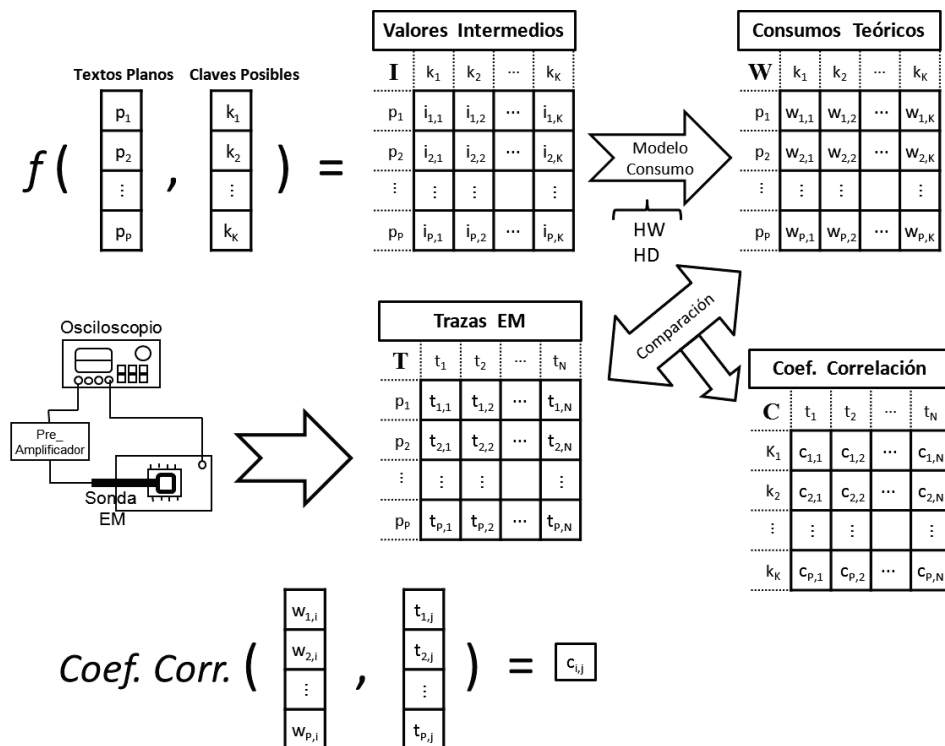 Valores Intermedios
I k1 k2 ... kK
p1 i1,1 i1,2 ... i1,K
p2 i2,1 i2,2 ... i2,K
⋮ ⋮ ⋮ ⋮
pP iP,1 iP,2 ... iP,K
Consumos Teóricos
W k1 k2 ... kK
p1 w1,1 w1,2 ... w1,K
p2 w2,1 w2,2 ... w2,K
⋮ ⋮ ⋮ ⋮
pP wP,1 wP,2 ... wP,K
Textos Planos Claves Posibles
f ( p1 p2 ⋮ pP , k1 k2 ⋮ kK ) =
Modelo
Consumo
HW
HD
Comparación
Osciloscopio
Pre_
Amplificador
Sonda
EM
Trazas EM
T t1 t2 ... tN
p1 t1,1 t1,2 ... t1,N
p2 t2,1 t2,2 ... t2,N
⋮ ⋮ ⋮ ⋮
pP tP,1 tP,2 ... tP,N
Coef. Correlación
C t1 t2 ... tN
K1 c1,1 c1,2 ... c1,N
k2 c2,1 c2,2 ... c2,N
⋮ ⋮ ⋮ ⋮
kK cP,1 cP,2 ... cP,N
Coef. Corr. ( w1,i w2,i ⋮ wP,i , t1,j t2,j ⋮ tP,j ) = ci,j